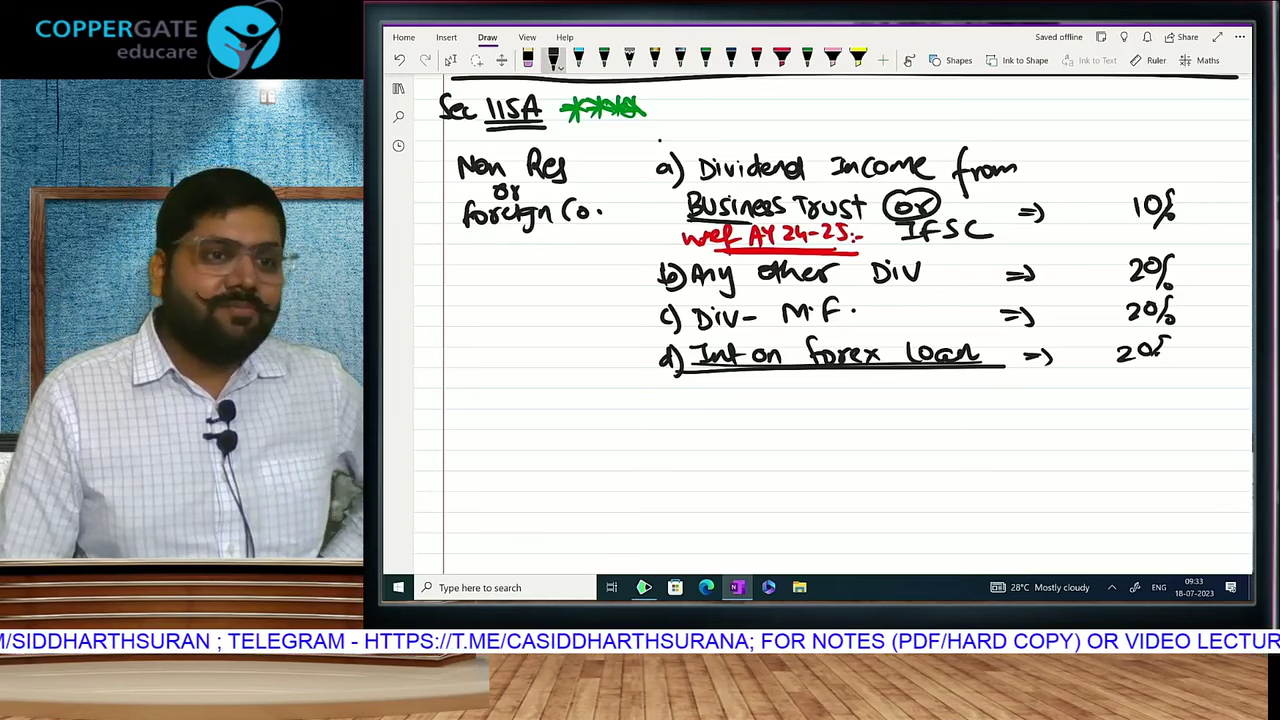 COPPERGATE
educare
Home Insert Draw View Help
Saved offline
Share
Shapes Ink to Shape Ink to Text Ruler Maths
Sec 115A
Non Res
or
foreign Co.
a) Dividend Income from
Business Trust or IFSC => 10%
wef AY 24-25:-
b) Any other Div => 20%
c) Div- M.F. => 20%
d) Int on forex loan => 20%
Type here to search
28°C Mostly cloudy
ENG
09:33
18-07-2023
M/SIDDHARTHSURAN ; TELEGRAM - HTTPS://T.ME/CASIDDHARTHSURANA; FOR NOTES (PDF/HARD COPY) OR VIDEO LECTUR